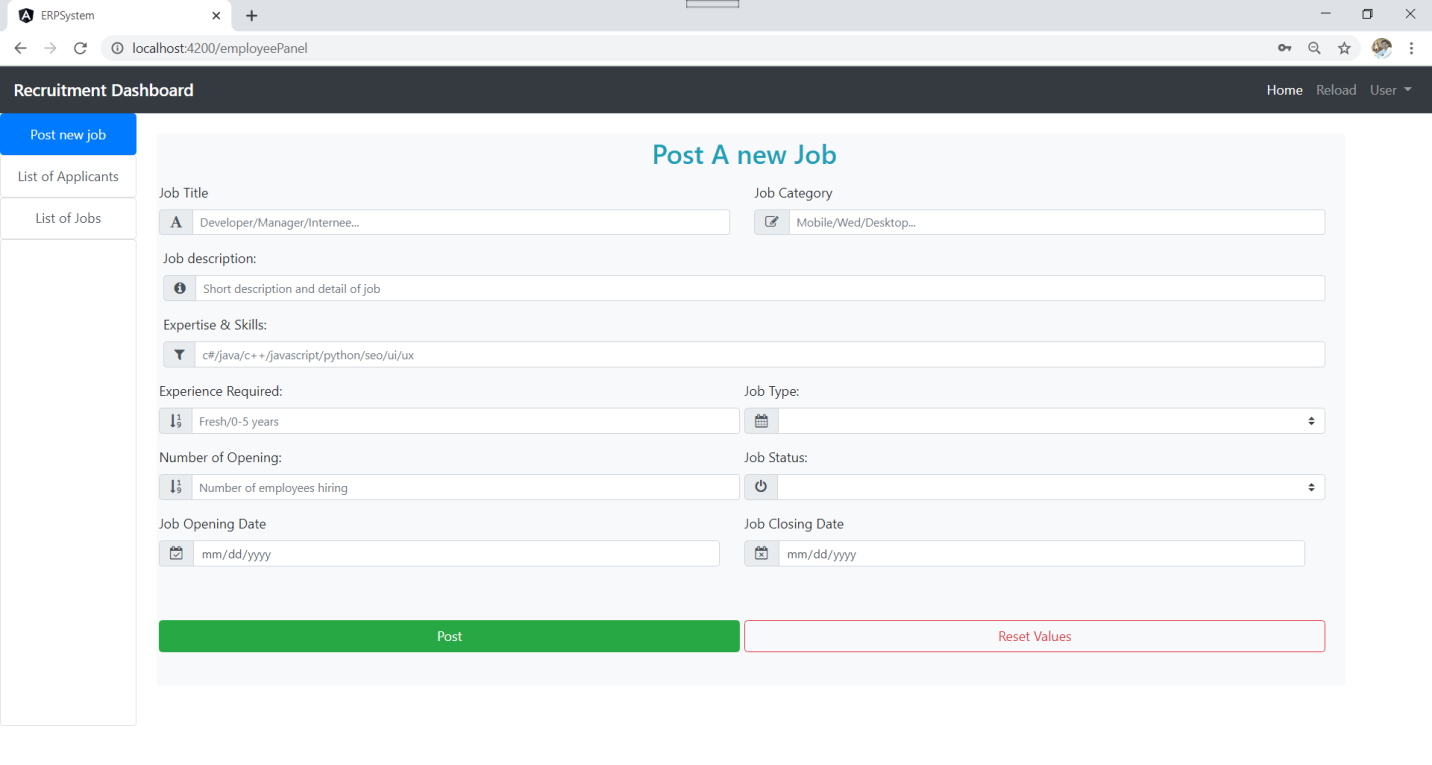 ERPSystem
localhost:4200/employeePanel
Recruitment Dashboard
Home Reload User
Post new job
List of Applicants
List of Jobs
Post A new Job
Job Title Job Category
Developer/Manager/Internee... Mobile/Wed/Desktop...
Job description:
Short description and detail of job
Expertise & Skills:
c#/java/c++/javascript/python/seo/ui/ux
Experience Required: Job Type:
Fresh/0-5 years
Number of Opening: Job Status:
Number of employees hiring
Job Opening Date Job Closing Date
mm/dd/yyyy mm/dd/yyyy
Post Reset Values